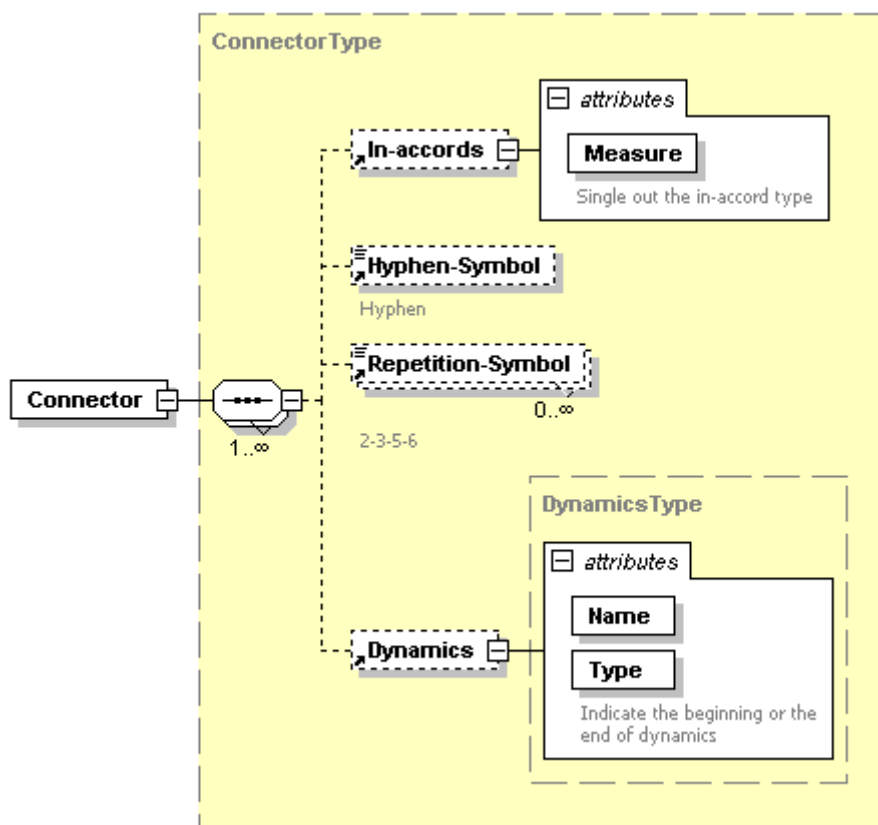 ConnectorType
attributes
In-accords
Measure
Single out the in-accord type
Hyphen-Symbol
Hyphen
Repetition-Symbol
Connector
0..∞
1..∞
2-3-5-6
DynamicsType
attributes
Name
Dynamics
Type
Indicate the beginning or the
end of dynamics